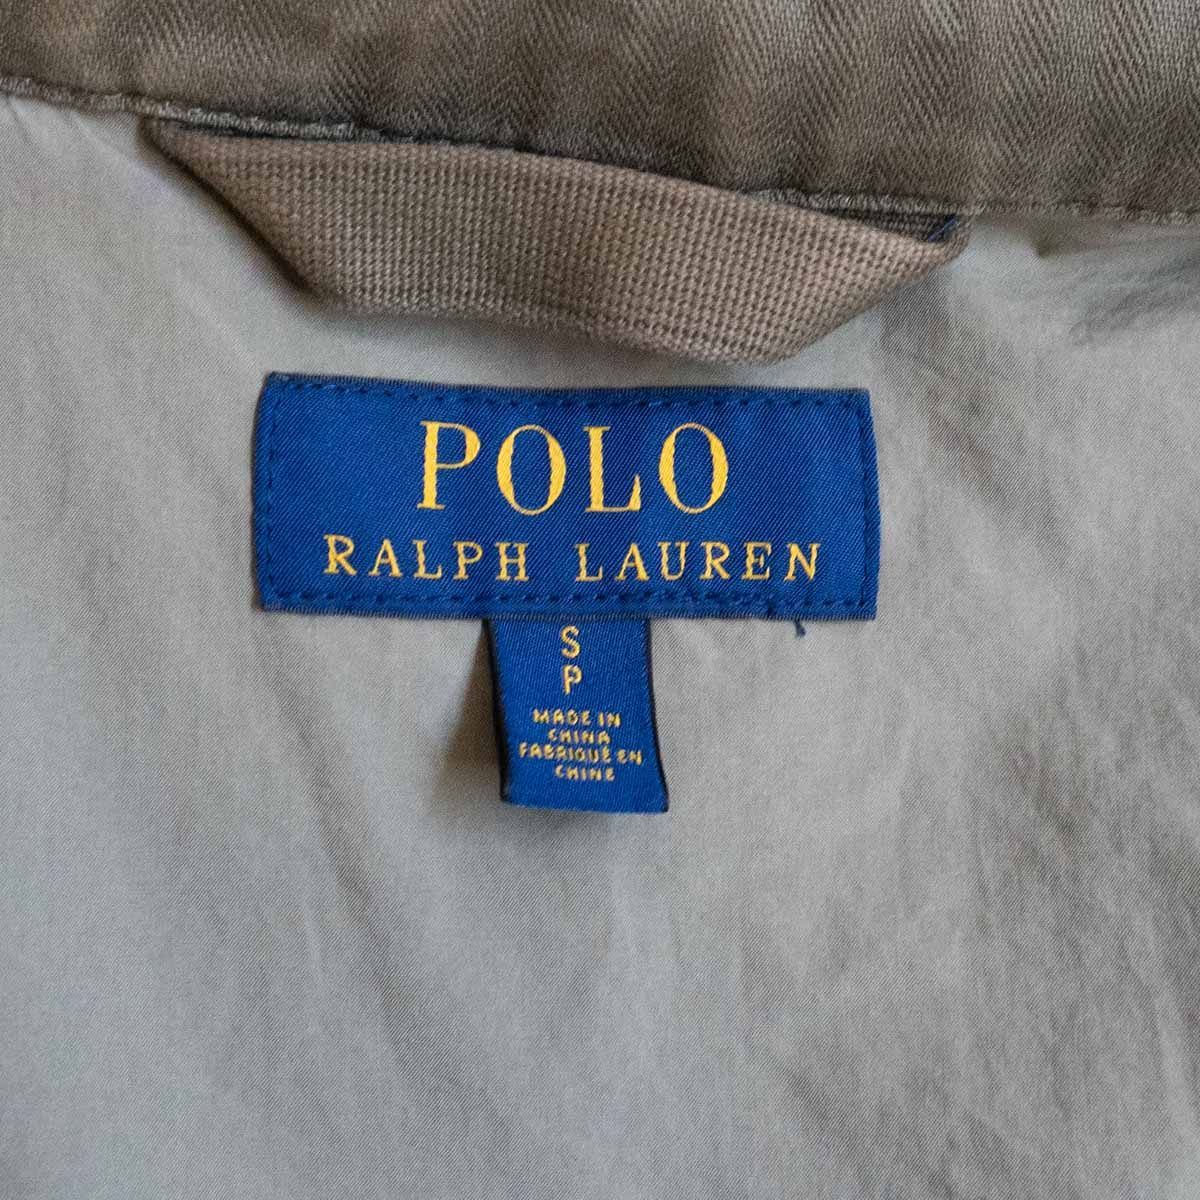 POLO
RALPH LAUREN
S
P
MADE IN
CHINA
FABRIQUÉ EN
CHINE